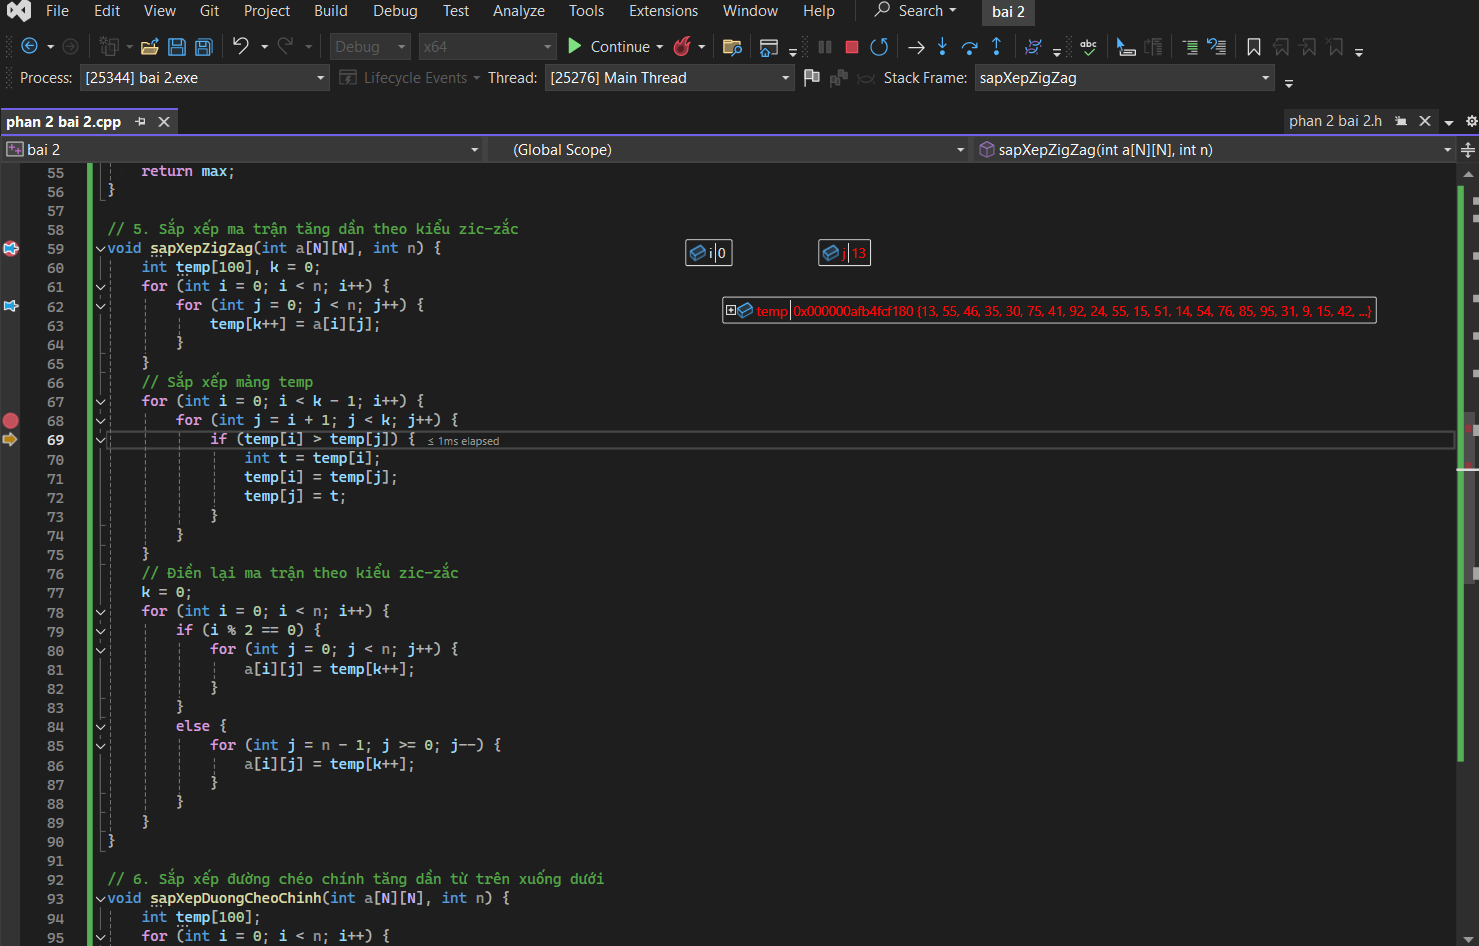 File Edit View Git Project Build Debug Test Analyze Tools Extensions Window Help Search bai 2
Debug x64 Continue abc
Process: [25344] bai 2.exe Lifecycle Events Thread: [25276] Main Thread Stack Frame: sapXepZigZag
phan 2 bai 2.cpp phan 2 bai 2.h
bai 2 (Global Scope) sapXepZigZag(int a[N][N], int n)
55 return max;
56 }
57
58 // 5. Sắp xếp ma trận tăng dần theo kiểu zic-zắc
59 void sapXepZigZag(int a[N][N], int n) { i 0 j 13
60 int temp[100], k = 0;
61 for (int i = 0; i < n; i++) {
62 for (int j = 0; j < n; j++) { temp 0x000000afb4fcf180 {13, 55, 46, 35, 30, 75, 41, 92, 24, 55, 15, 51, 14, 54, 76, 85, 95, 31, 9, 15, 42, ...}
63 temp[k++] = a[i][j];
64 }
65 }
66 // Sắp xếp mảng temp
67 for (int i = 0; i < k - 1; i++) {
68 for (int j = i + 1; j < k; j++) {
69 if (temp[i] > temp[j]) { ≤ 1ms elapsed
70 int t = temp[i];
71 temp[i] = temp[j];
72 temp[j] = t;
73 }
74 }
75 }
76 // Điền lại ma trận theo kiểu zic-zắc
77 k = 0;
78 for (int i = 0; i < n; i++) {
79 if (i % 2 == 0) {
80 for (int j = 0; j < n; j++) {
81 a[i][j] = temp[k++];
82 }
83 }
84 else {
85 for (int j = n - 1; j >= 0; j--) {
86 a[i][j] = temp[k++];
87 }
88 }
89 }
90 }
91
92 // 6. Sắp xếp đường chéo chính tăng dần từ trên xuống dưới
93 void sapXepDuongCheoChinh(int a[N][N], int n) {
94 int temp[100];
95 for (int i = 0; i < n; i++) {